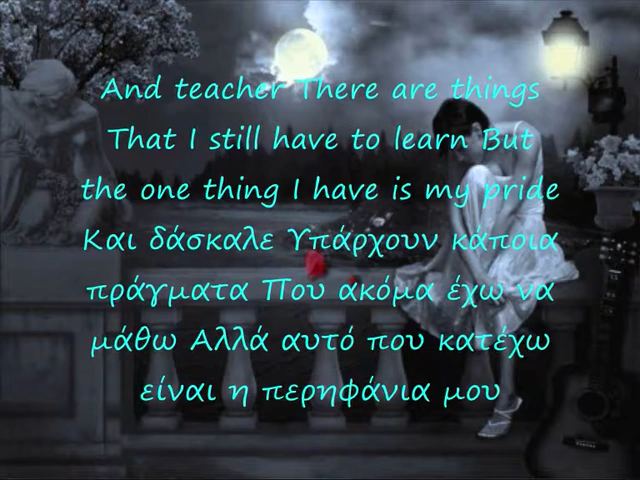 And teacher There are things
That I still have to learn But
the one thing I have is my pride
Και δάσκαλε Υπάρχουν κάποια
πράγματα Που ακόμα έχω να
μάθω Αλλά αυτό που κατέχω
είναι η περηφάνια μου